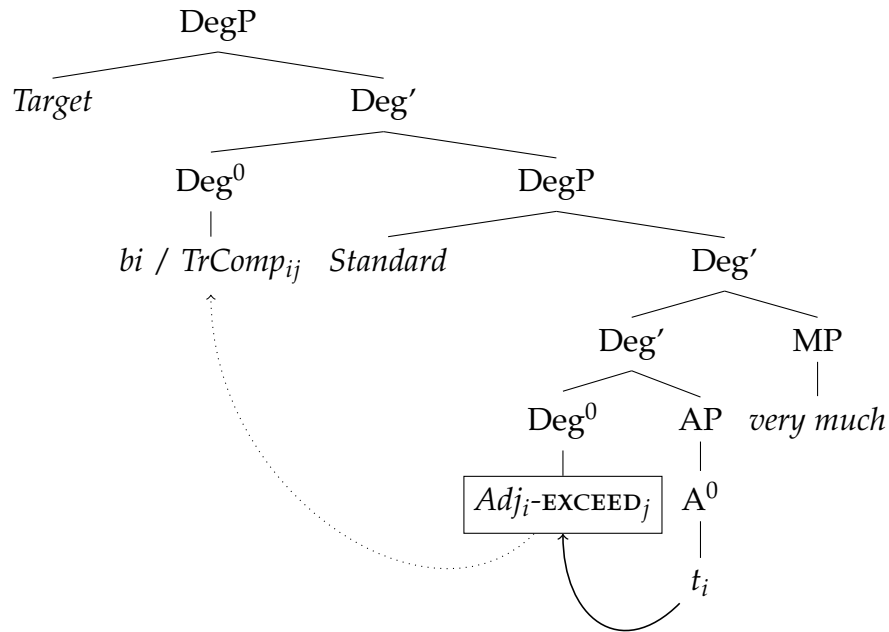 DegP
Target Deg’
Deg⁰ DegP
bi / TrCompᵢⱼ Standard Deg’
Deg’ MP
Deg⁰ AP very much
Adjᵢ-EXCEEDⱼ A⁰
tᵢ